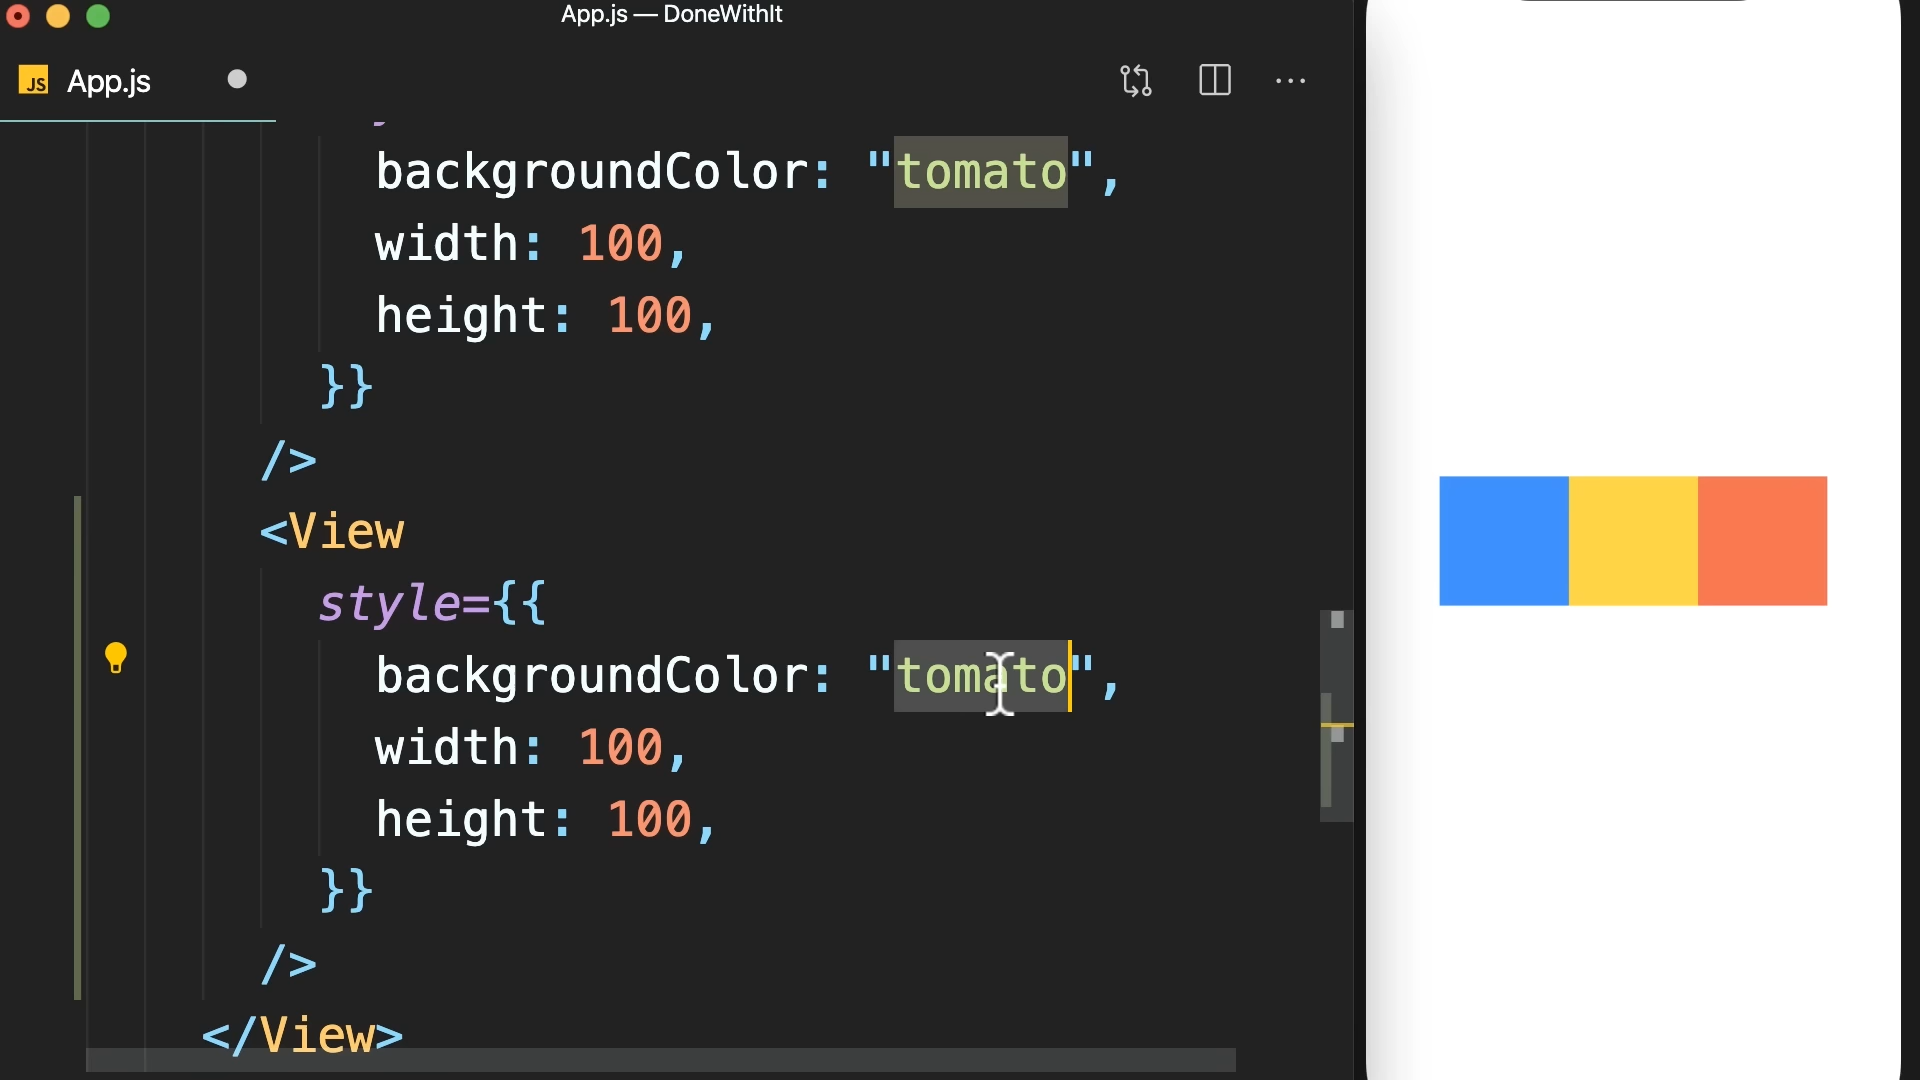 App.js — DoneWithIt
JS App.js
backgroundColor: "tomato",
width: 100,
height: 100,
}}
/>
<View
style={{
backgroundColor: "tomato",
width: 100,
height: 100,
}}
/>
</View>